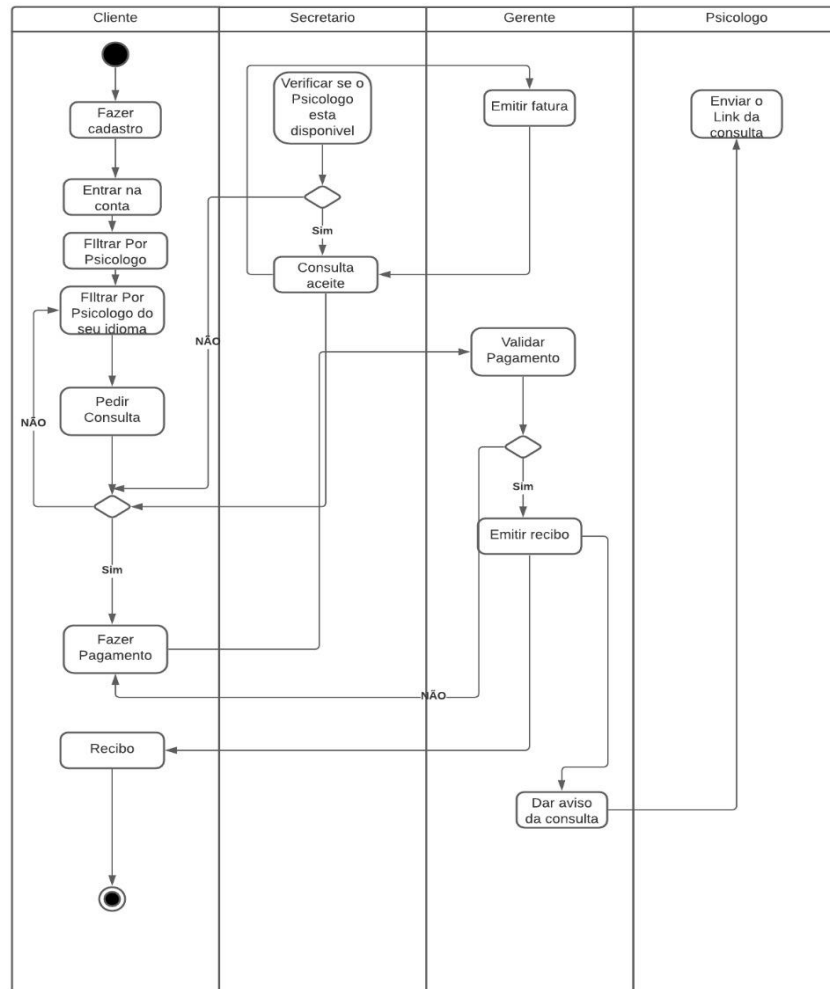 Cliente
Secretario
Gerente
Psicologo
Fazer
cadastro
Entrar na
conta
FIltrar Por
Psicologo
FIltrar Por
Psicologo do
seu idioma
NÃO
Pedir
Consulta
Sim
Fazer
Pagamento
Recibo
Verificar se o
Psicologo
esta
disponivel
Sim
NÃO
Consulta
aceite
Emitir fatura
Validar
Pagamento
Sim
NÃO
Emitir recibo
Dar aviso
da consulta
Enviar o
Link da
consulta